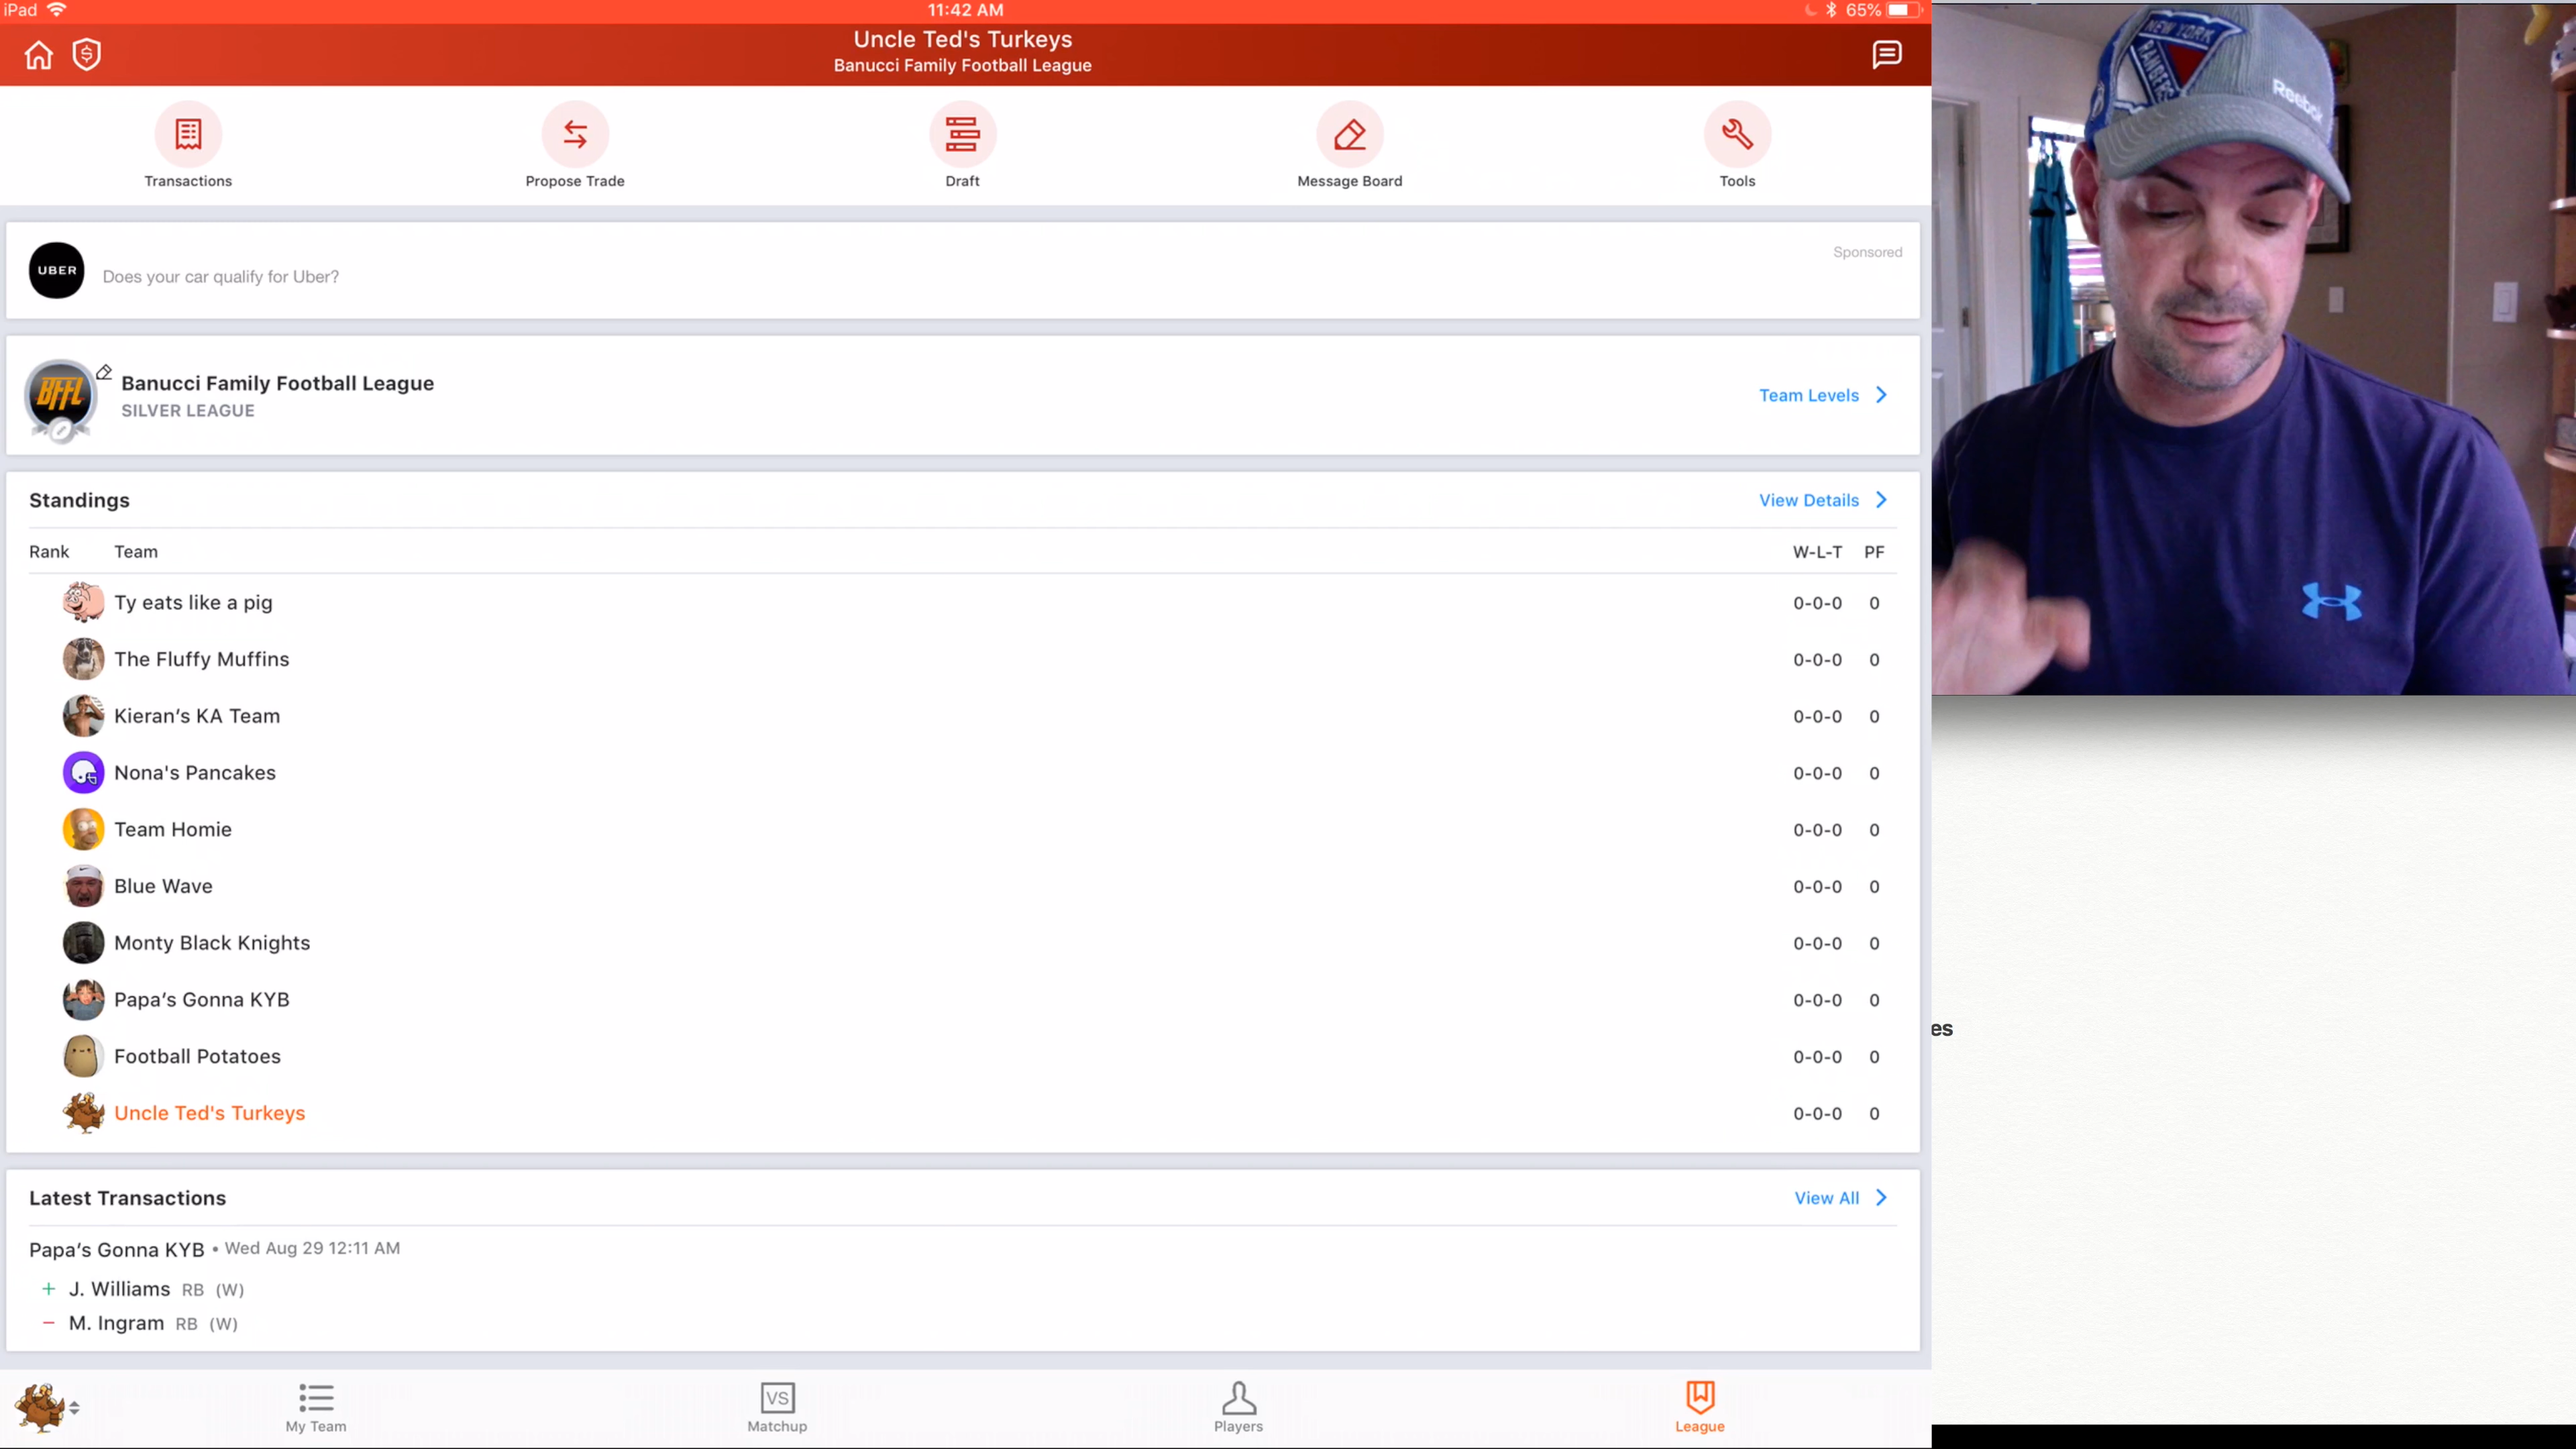 iPad 11:42 AM 65%
Uncle Ted's Turkeys
Banucci Family Football League
Transactions Propose Trade Draft Message Board Tools
Sponsored
UBER Does your car qualify for Uber?
BFFL
Banucci Family Football League
SILVER LEAGUE
Team Levels
Standings View Details
Rank Team W-L-T PF
Ty eats like a pig 0-0-0 0
The Fluffy Muffins 0-0-0 0
Kieran's KA Team 0-0-0 0
Nona's Pancakes 0-0-0 0
Team Homie 0-0-0 0
Blue Wave 0-0-0 0
Monty Black Knights 0-0-0 0
Papa's Gonna KYB 0-0-0 0
Football Potatoes 0-0-0 0
Uncle Ted's Turkeys 0-0-0 0
Latest Transactions View All
Papa's Gonna KYB • Wed Aug 29 12:11 AM
+ J. Williams RB (W)
− M. Ingram RB (W)
My Team VS Matchup Players League
NEW YORK
RANGERS
Reebok
es